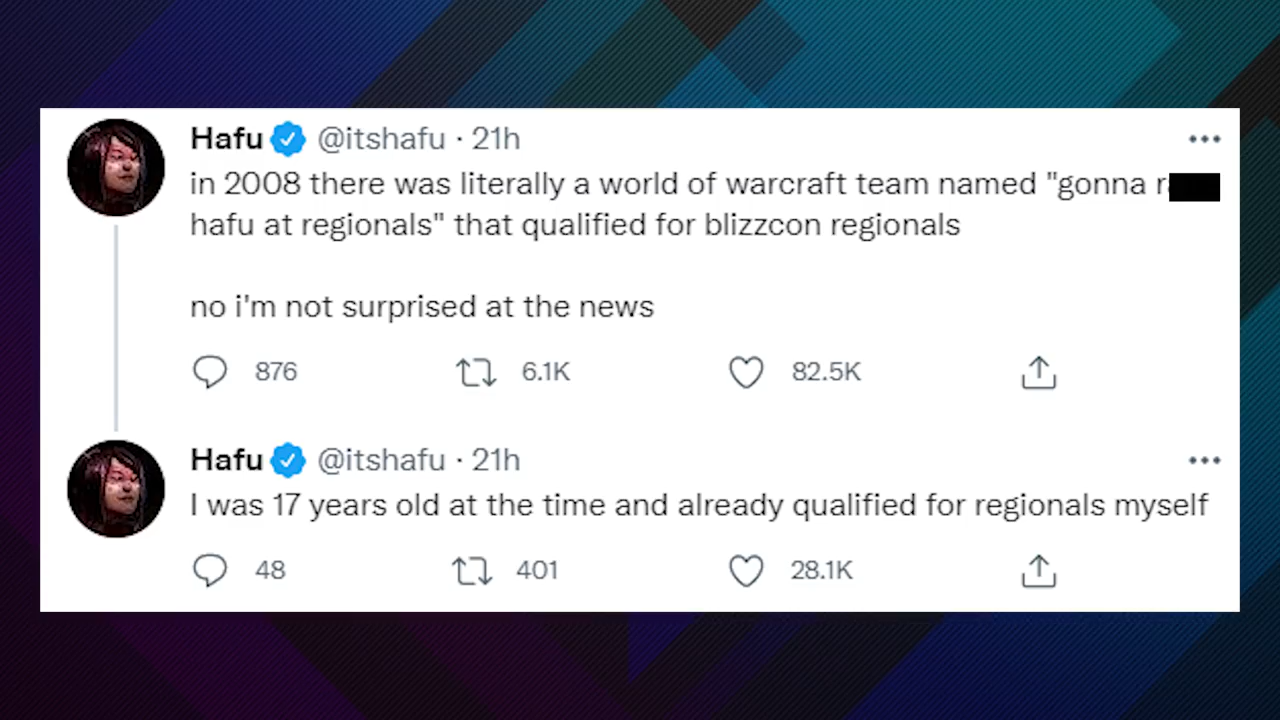 Hafu @itshafu · 21h
in 2008 there was literally a world of warcraft team named "gonna
hafu at regionals" that qualified for blizzcon regionals
no i'm not surprised at the news
876 6.1K 82.5K
Hafu @itshafu · 21h
I was 17 years old at the time and already qualified for regionals myself
48 401 28.1K